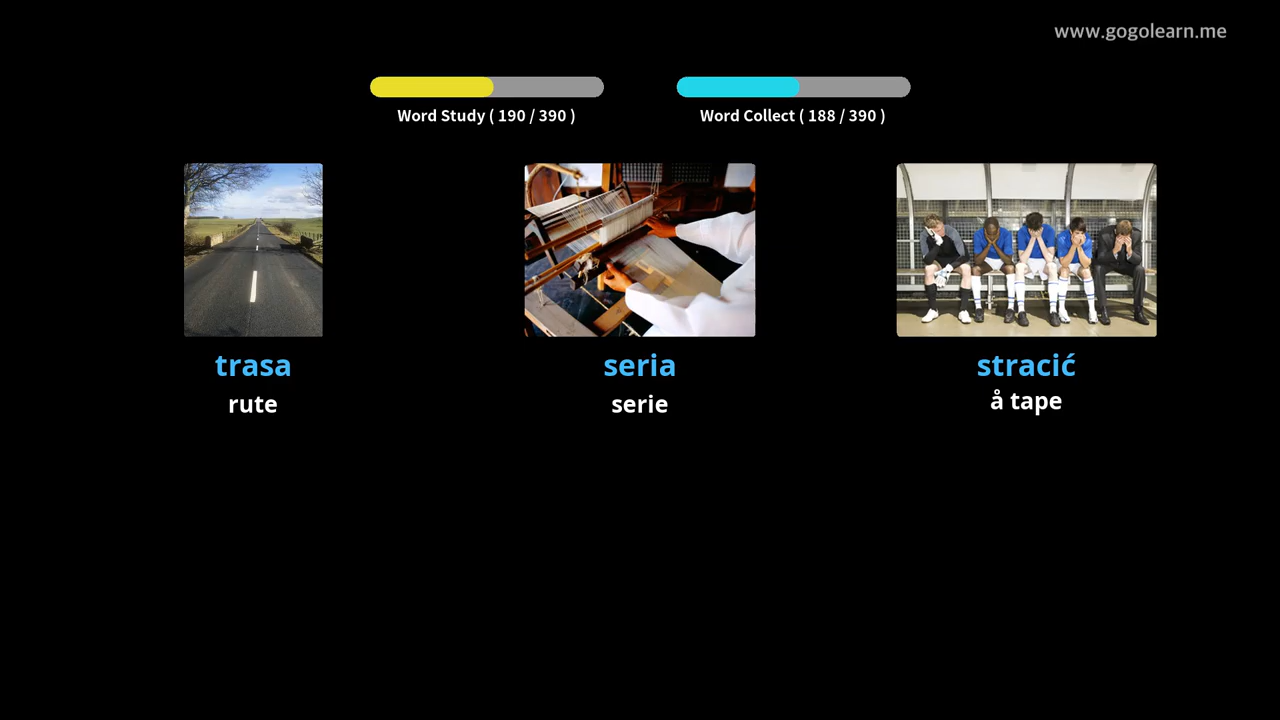 www.gogolearn.me
Word Study ( 190 / 390 )
Word Collect ( 188 / 390 )
trasa
rute
seria
serie
stracić
å tape